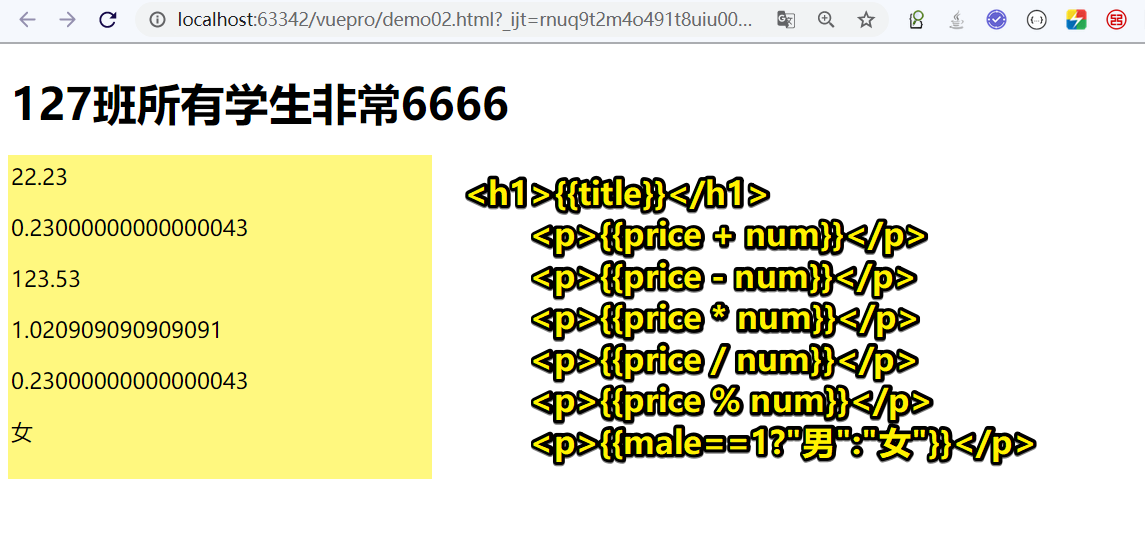 localhost:63342/vuepro/demo02.html?_ijt=rnuq9t2m4o491t8uiu00...
127班所有学生非常6666
22.23
0.23000000000000043
123.53
1.020909090909091
0.23000000000000043
女
<h1>{{title}}</h1>
<p>{{price + num}}</p>
<p>{{price - num}}</p>
<p>{{price * num}}</p>
<p>{{price / num}}</p>
<p>{{price % num}}</p>
<p>{{male==1?"男":"女"}}</p>